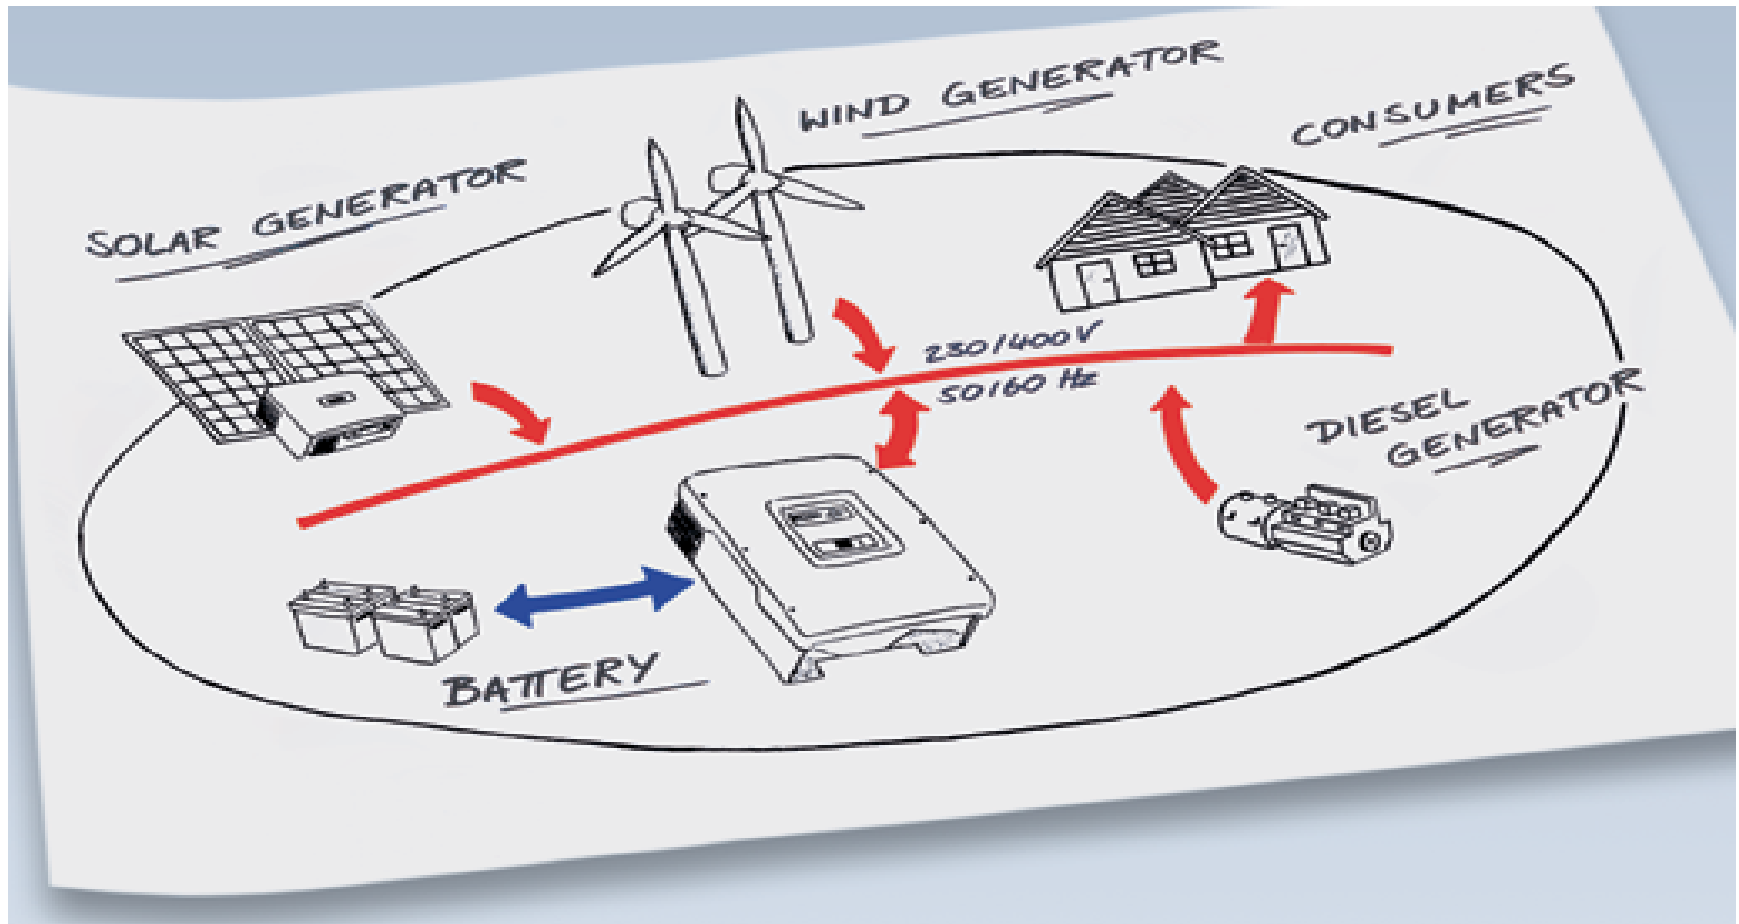 WIND GENERATOR
CONSUMERS
SOLAR GENERATOR
230/400V
50/60 Hz
DIESEL
GENERATOR
BATTERY